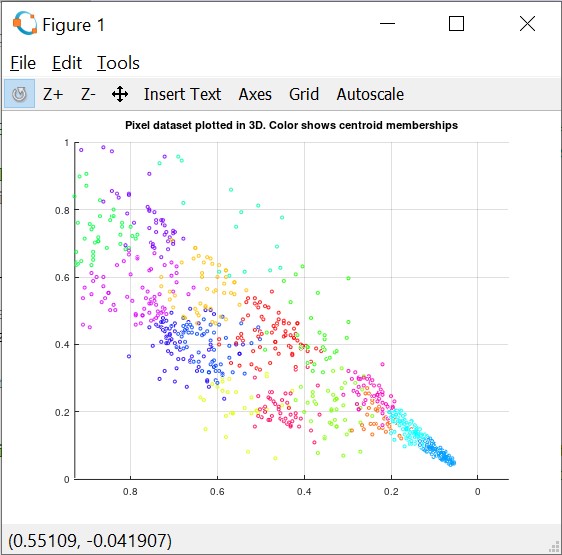 Figure 1
File Edit Tools
Z+ Z- Insert Text Axes Grid Autoscale
Pixel dataset plotted in 3D. Color shows centroid memberships
1
0.8
0.6
0.4
0.2
0
0.8 0.6 0.4 0.2 0
(0.55109, -0.041907)